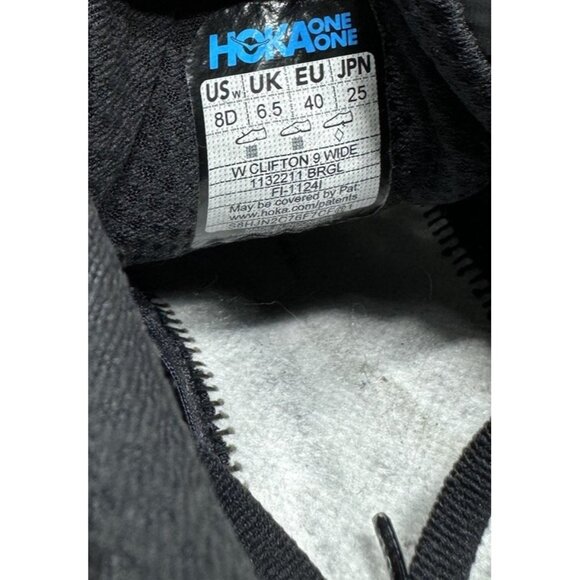 HOKA ONE ONE
USw UK EU JPN
8D 6.5 40 25
W CLIFTON 9 WIDE
1132211 BRGL
FI-1124I
May be covered by Pat
www.hoka.com/patents